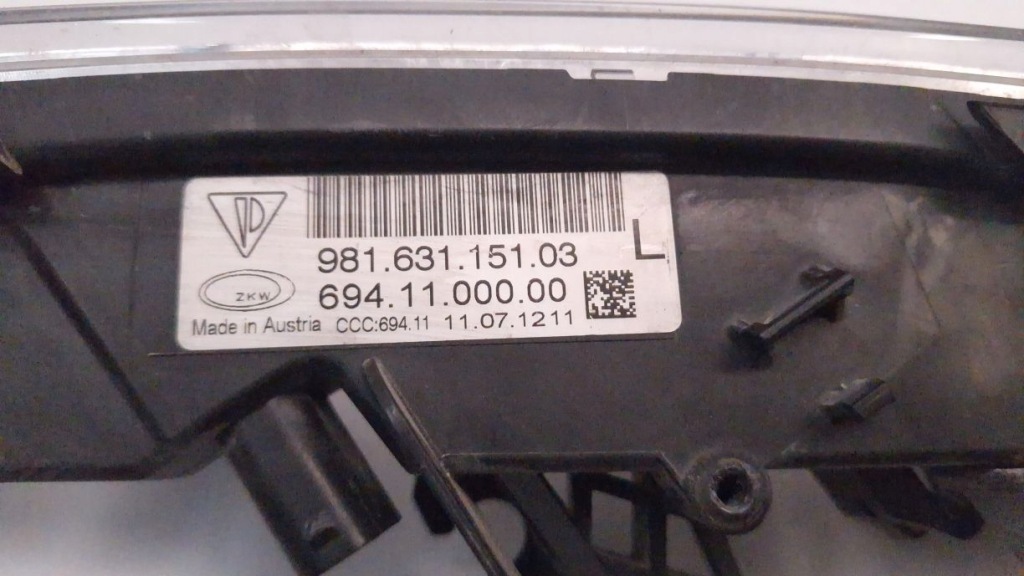 981.631.151.03 L
ZKW 694.11.000.00
Made in Austria CCC:694.11 11.07.1211